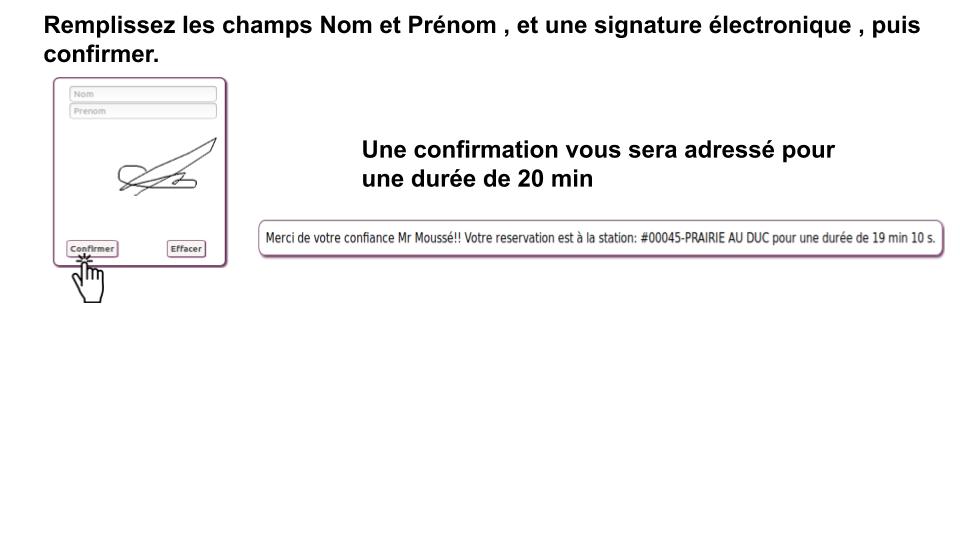 Remplissez les champs Nom et Prénom , et une signature électronique , puis
confirmer.
Nom
Prenom
Confirmer
Effacer
Une confirmation vous sera adressé pour
une durée de 20 min
Merci de votre confiance Mr Moussé!! Votre reservation est à la station: #00045-PRAIRIE AU DUC pour une durée de 19 min 10 s.